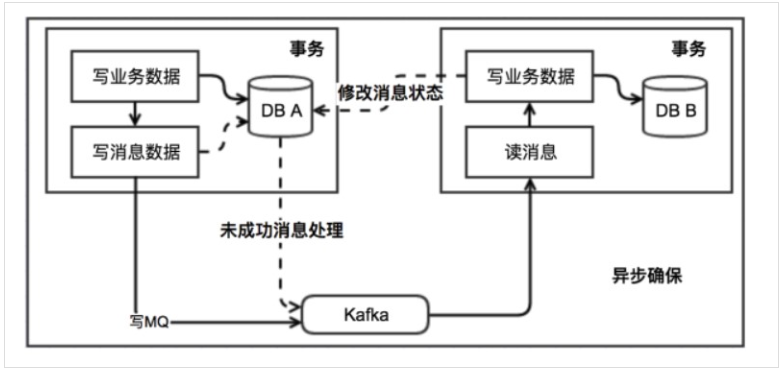 事务
写业务数据
DB A
写消息数据
修改消息状态
事务
写业务数据
DB B
读消息
未成功消息处理
异步确保
写MQ
Kafka